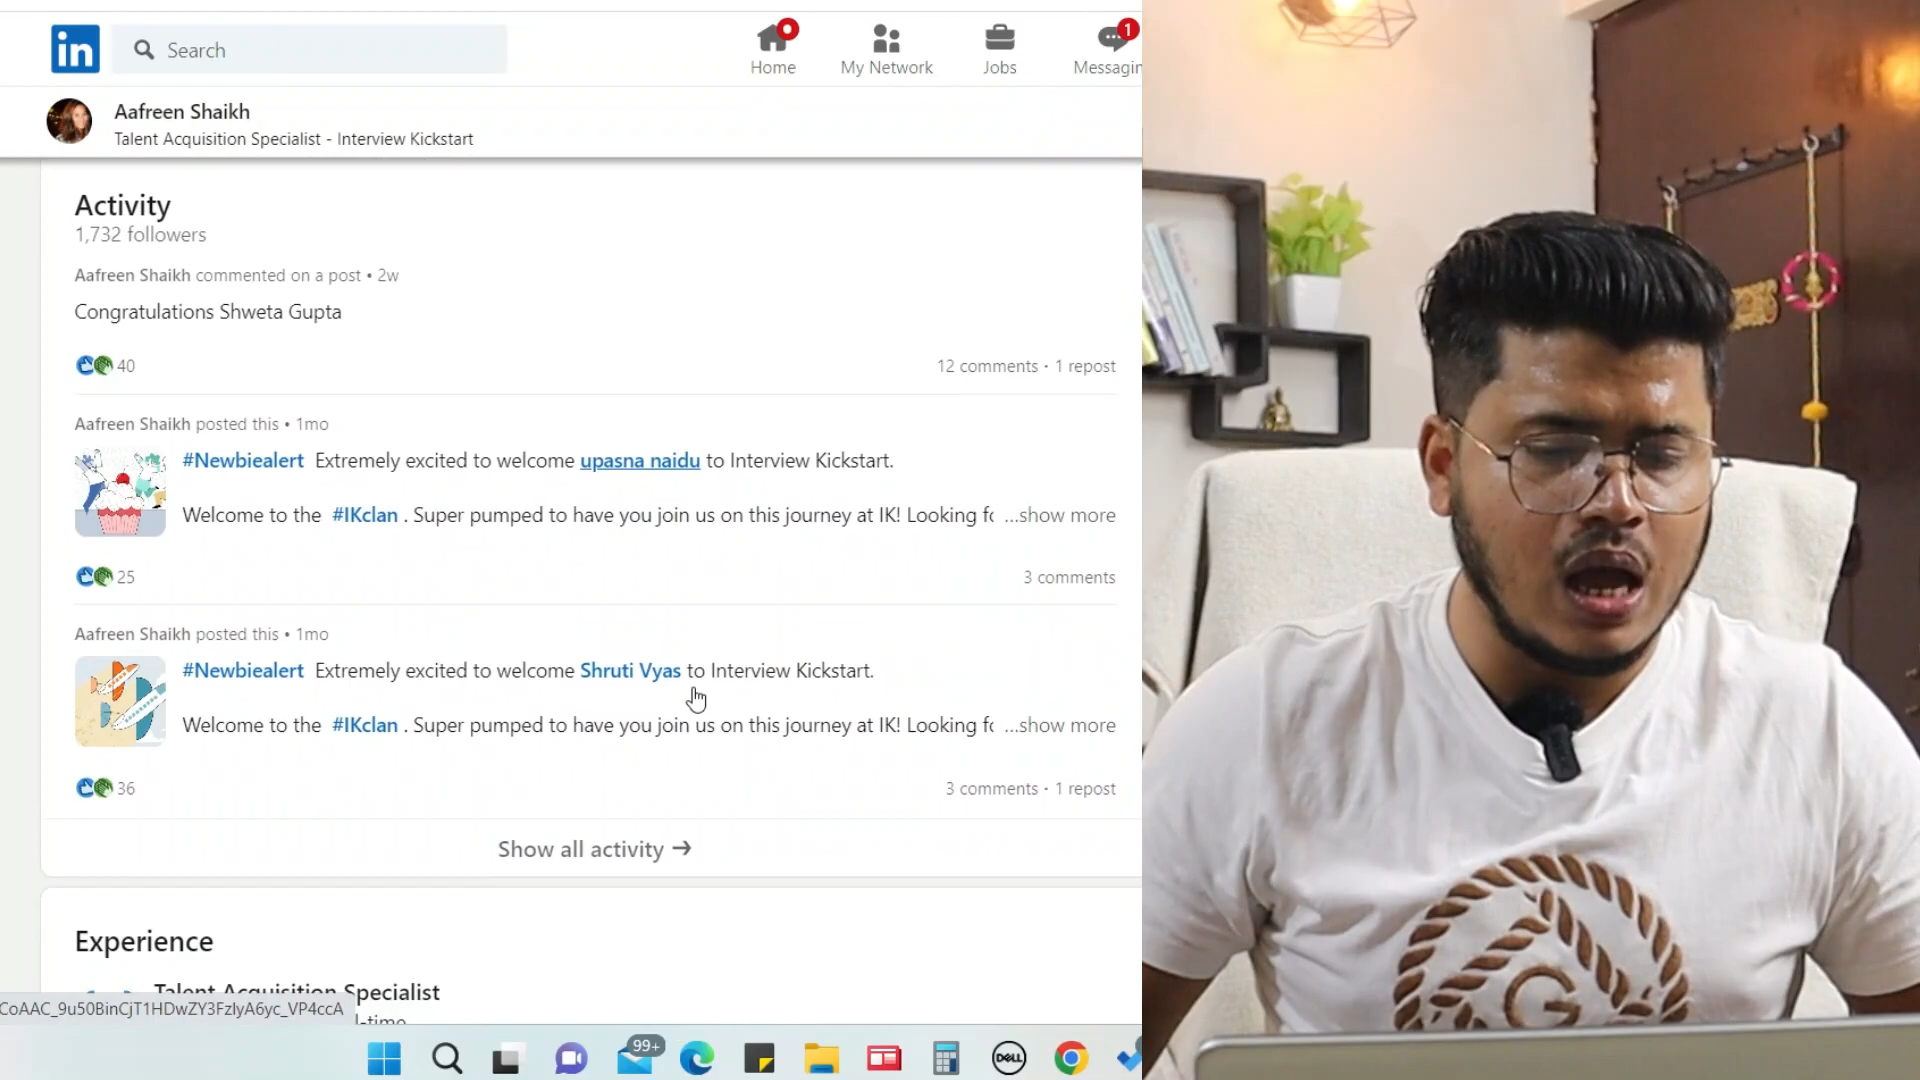 in
Search
Home
My Network
Jobs
1
Messagin
Aafreen Shaikh
Talent Acquisition Specialist - Interview Kickstart
Activity
1,732 followers
Aafreen Shaikh commented on a post • 2w
Congratulations Shweta Gupta
40
12 comments • 1 repost
Aafreen Shaikh posted this • 1mo
#Newbiealert Extremely excited to welcome upasna naidu to Interview Kickstart.
Welcome to the #IKclan . Super pumped to have you join us on this journey at IK! Looking fo ...show more
25
3 comments
Aafreen Shaikh posted this • 1mo
#Newbiealert Extremely excited to welcome Shruti Vyas to Interview Kickstart.
Welcome to the #IKclan . Super pumped to have you join us on this journey at IK! Looking fo ...show more
36
3 comments • 1 repost
Show all activity →
Experience
Talent Acquisition Specialist
l-time
99+
DELL
G